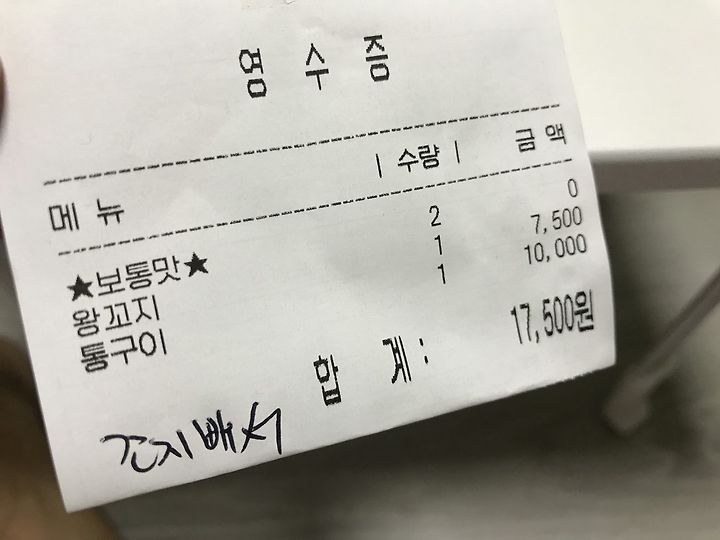 영 수 증
메 뉴 | 수량 | 금 액
★보통맛★ 2 0
왕꼬지 1 7,500
통구이 1 10,000
합 계: 17,500원
꼬지빼서